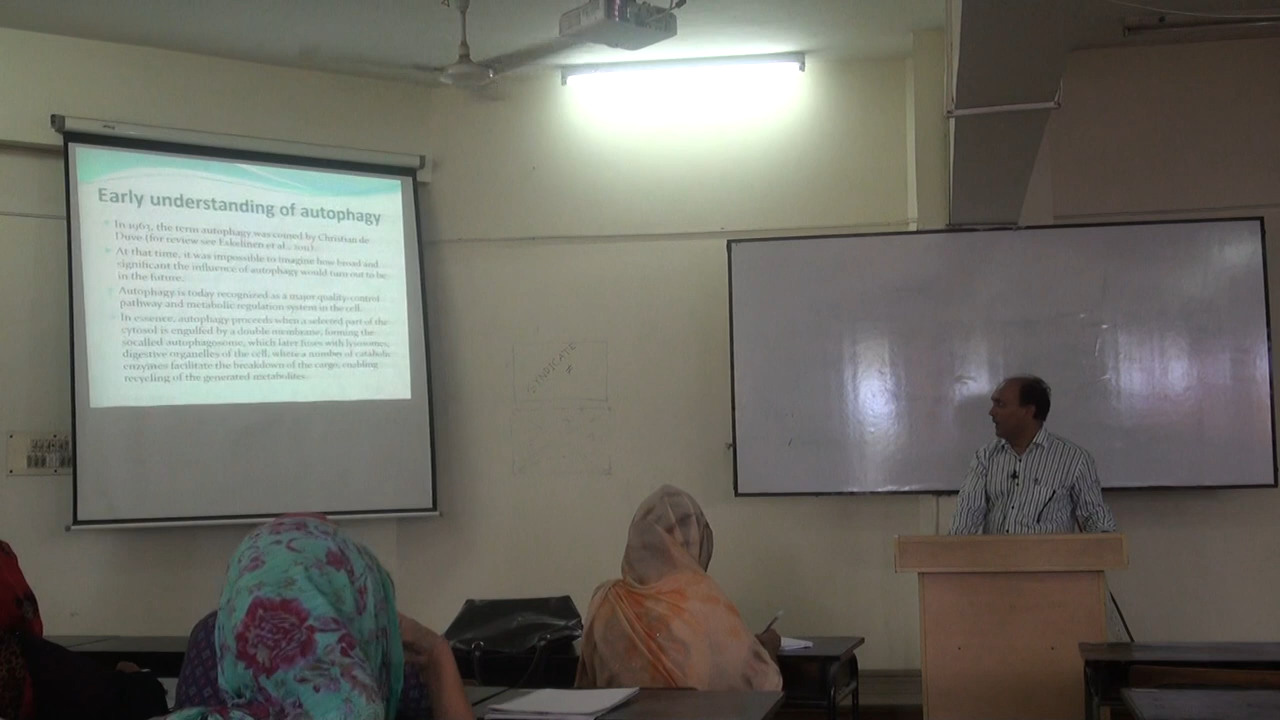 Early understanding of autophagy
In 1963, the term autophagy was coined by Christian de
Duve (for review see Eskelinen et al., 2011).
At that time, it was impossible to imagine how broad and
significant the influence of autophagy would turn out to be
in the future.
Autophagy is today recognized as a major quality-control
pathway and metabolic regulation system in the cell.
In essence, autophagy proceeds when a selected part of the
cytosol is engulfed by a double membrane, forming the
socalled autophagosome, which later fuses with lysosomes,
digestive organelles of the cell, where a number of catabolic
enzymes facilitate the breakdown of the cargo, enabling
recycling of the generated metabolites.
SYNDICATE